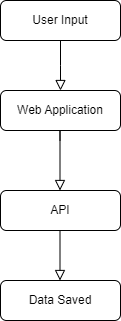 User Input
Web Application
API
Data Saved